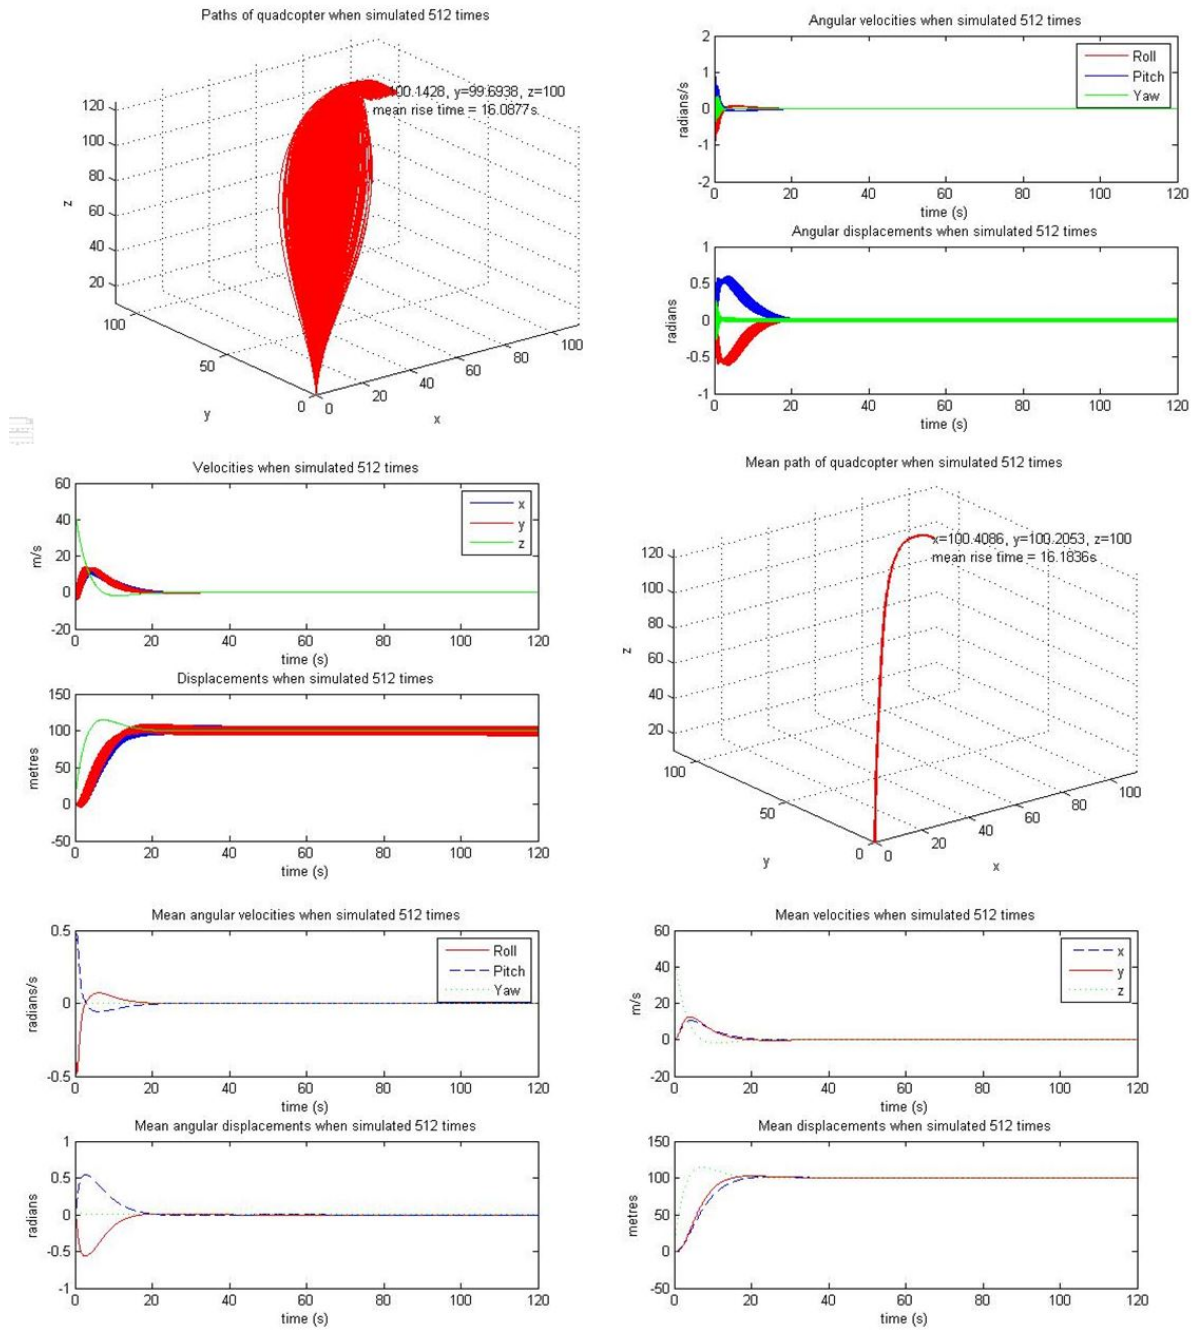 Paths of quadcopter when simulated 512 times
100.1428, y=99.6938, z=100
mean rise time = 16.0877s
120
100
80
60
40
20
z
100
50
0
y
0
20
40
60
80
100
x
Angular velocities when simulated 512 times
2
1
0
-1
-2
radians/s
Roll
Pitch
Yaw
0 20 40 60 80 100 120
time (s)
Angular displacements when simulated 512 times
1
0.5
0
-0.5
-1
radians
0 20 40 60 80 100 120
time (s)
Velocities when simulated 512 times
60
40
20
0
-20
m/s
x
y
z
0 20 40 60 80 100 120
time (s)
Displacements when simulated 512 times
150
100
50
0
-50
metres
0 20 40 60 80 100 120
time (s)
Mean path of quadcopter when simulated 512 times
x=100.4086, y=100.2053, z=100
mean rise time = 16.1836s
120
100
80
60
40
20
z
100
50
0
y
0
20
40
60
80
100
x
Mean angular velocities when simulated 512 times
0.5
0
-0.5
radians/s
Roll
Pitch
Yaw
0 20 40 60 80 100 120
time (s)
Mean angular displacements when simulated 512 times
1
0.5
0
-0.5
-1
radians
0 20 40 60 80 100 120
time (s)
Mean velocities when simulated 512 times
60
40
20
0
-20
m/s
x
y
z
0 20 40 60 80 100 120
time (s)
Mean displacements when simulated 512 times
150
100
50
0
-50
metres
0 20 40 60 80 100 120
time (s)